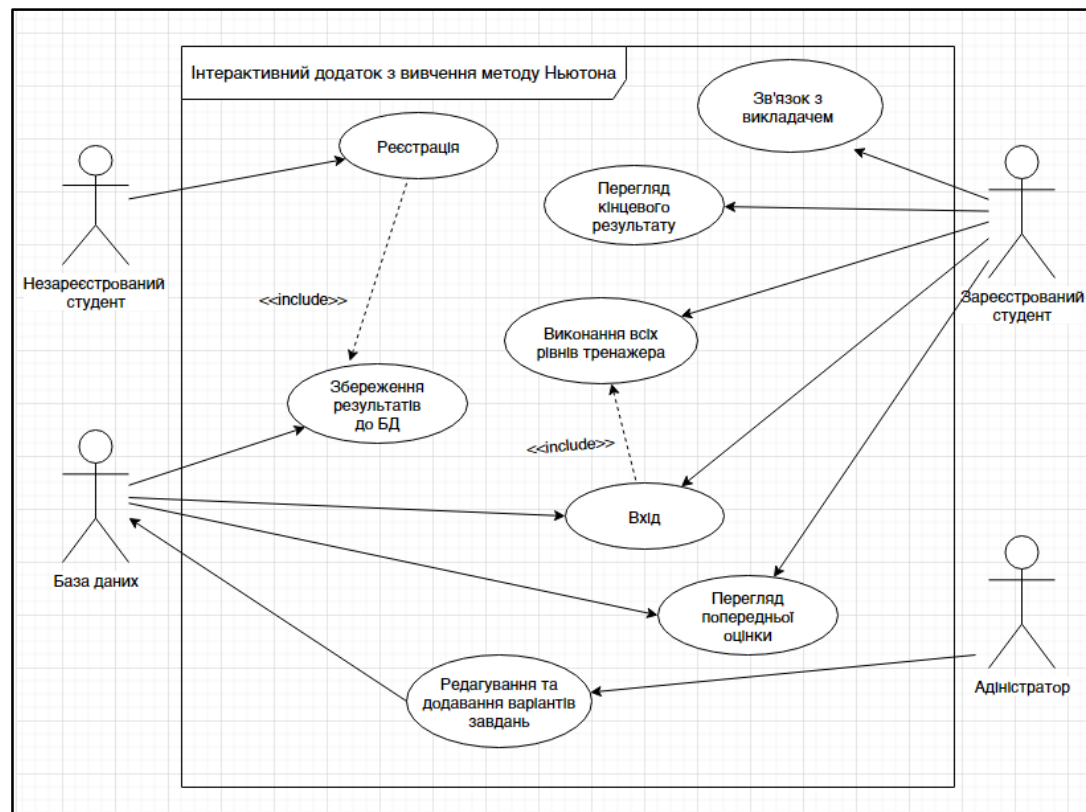 Інтерактивний додаток з вивчення методу Ньютона
Зв'язок з
викладачем
Реєстрація
Перегляд
кінцевого
результату
Незареєстрований
студент
Зареєстрований
студент
<<include>>
Виконання всіх
рівнів тренажера
Збереження
результатів
до БД
<<include>>
Вхід
База даних
Перегляд
попередньої
оцінки
Редагування та
додавання варіантів
завдань
Адіністратор